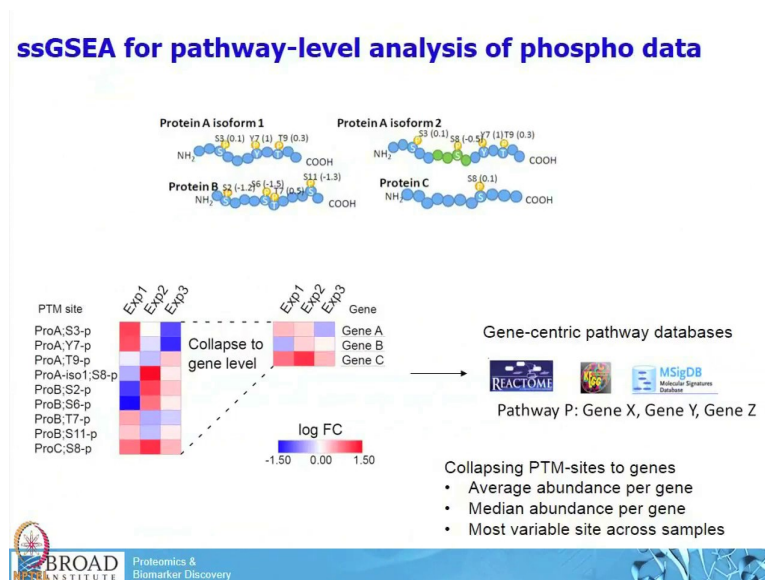 ssGSEA for pathway-level analysis of phospho data
Protein A isoform 1
S3 (0.1) Y7 (1) T9 (0.3)
NH2 S Y T COOH
Protein A isoform 2
S3 (0.1) S8 (-0.5) Y7 (1) T9 (0.3)
NH2 S S Y T COOH
Protein B
S2 (-1.2) S6 (-1.5) T7 (0.5) S11 (-1.3)
NH2 S S T S COOH
Protein C
S8 (0.1)
NH2 S COOH
PTM site Exp1 Exp2 Exp3
ProA;S3-p
ProA;Y7-p
ProA;T9-p
ProA-iso1;S8-p
ProB;S2-p
ProB;S6-p
ProB;T7-p
ProB;S11-p
ProC;S8-p
Collapse to
gene level
Exp1 Exp2 Exp3 Gene
Gene A
Gene B
Gene C
log FC
-1.50 0.00 1.50
Gene-centric pathway databases
REACTOME
MSigDB
Molecular Signatures
Database
Pathway P: Gene X, Gene Y, Gene Z
Collapsing PTM-sites to genes
• Average abundance per gene
• Median abundance per gene
• Most variable site across samples
NPTEL
BROAD
INSTITUTE
Proteomics &
Biomarker Discovery